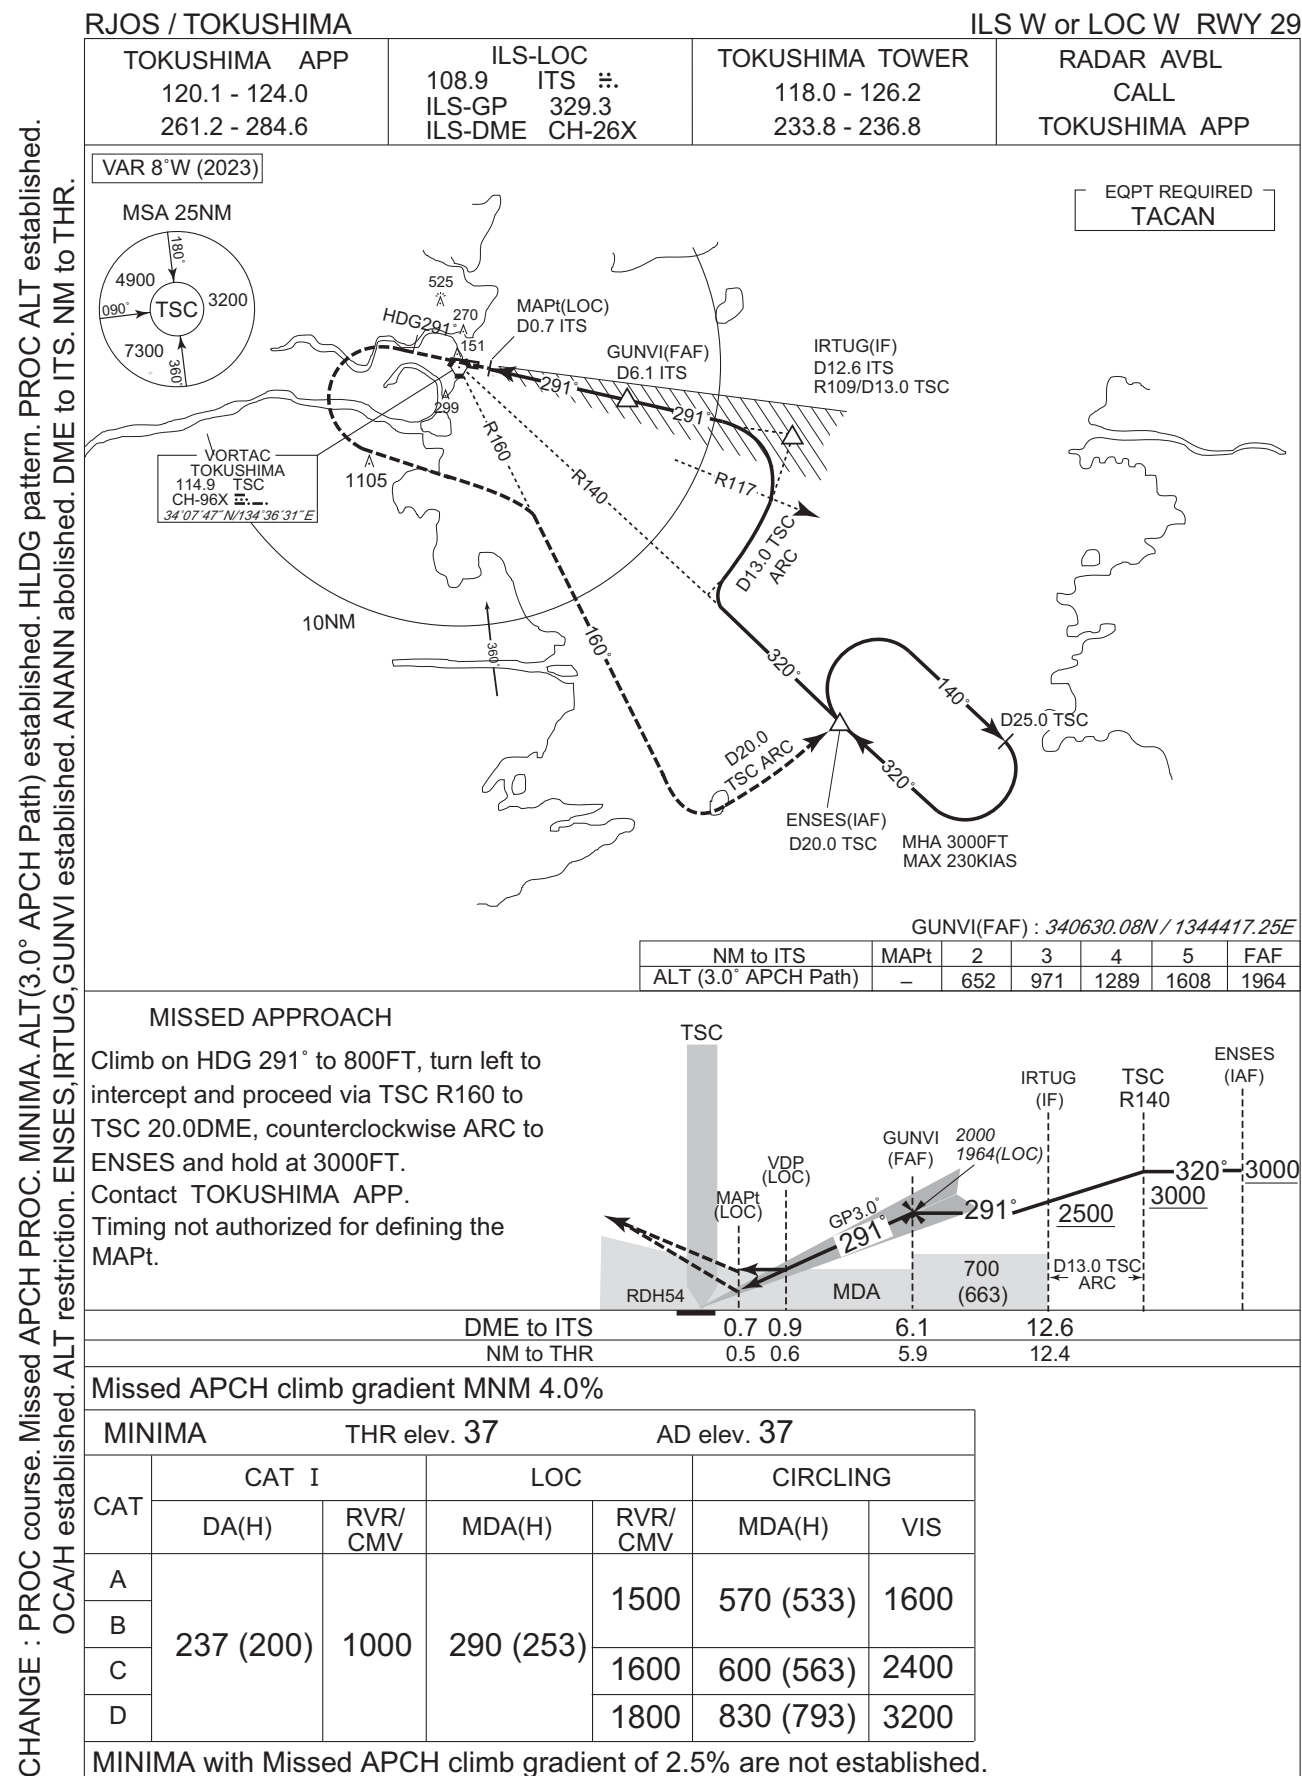 RJOS / TOKUSHIMA
ILS W or LOC W RWY 29
TOKUSHIMA APP
120.1 - 124.0
261.2 - 284.6
ILS-LOC
108.9 ITS
ILS-GP 329.3
ILS-DME CH-26X
TOKUSHIMA TOWER
118.0 - 126.2
233.8 - 236.8
RADAR AVBL
CALL
TOKUSHIMA APP
VAR 8°W (2023)
EQPT REQUIRED
TACAN
MSA 25NM
180°
4900
3200
090°
TSC
7300
360°
525
HDG291°
270
151
299
1105
MAPt(LOC)
D0.7 ITS
GUNVI(FAF)
D6.1 ITS
IRTUG(IF)
D12.6 ITS
R109/D13.0 TSC
291°
291°
R160
R140
R117
D13.0 TSC
ARC
VORTAC
TOKUSHIMA
114.9 TSC
CH-96X
34°07′47″N/134°36′31″E
10NM
360°
160°
320°
140°
D25.0 TSC
320°
D20.0
TSC ARC
ENSES(IAF)
D20.0 TSC
MHA 3000FT
MAX 230KIAS
GUNVI(FAF) : 340630.08N / 1344417.25E
NM to ITS MAPt 2 3 4 5 FAF
ALT (3.0° APCH Path) – 652 971 1289 1608 1964
MISSED APPROACH
Climb on HDG 291° to 800FT, turn left to
intercept and proceed via TSC R160 to
TSC 20.0DME, counterclockwise ARC to
ENSES and hold at 3000FT.
Contact TOKUSHIMA APP.
Timing not authorized for defining the
MAPt.
TSC
ENSES
(IAF)
IRTUG
(IF)
TSC
R140
GUNVI
(FAF)
2000
1964(LOC)
VDP
(LOC)
MAPt
(LOC)
GP3.0°
291°
291°
320°
3000
3000
2500
D13.0 TSC
ARC
700
(663)
MDA
RDH54
DME to ITS 0.7 0.9 6.1 12.6
NM to THR 0.5 0.6 5.9 12.4
Missed APCH climb gradient MNM 4.0%
MINIMA THR elev. 37 AD elev. 37
CAT
CAT I
LOC
CIRCLING
DA(H)
RVR/
CMV
MDA(H)
RVR/
CMV
MDA(H)
VIS
A
B
C
D
237 (200)
1000
290 (253)
1500
570 (533)
1600
1600
600 (563)
2400
1800
830 (793)
3200
MINIMA with Missed APCH climb gradient of 2.5% are not established.
CHANGE : PROC course. Missed APCH PROC. MINIMA. ALT(3.0° APCH Path) established. HLDG pattern. PROC ALT established.
OCA/H established. ALT restriction. ENSES,IRTUG,GUNVI established. ANANN abolished. DME to ITS. NM to THR.